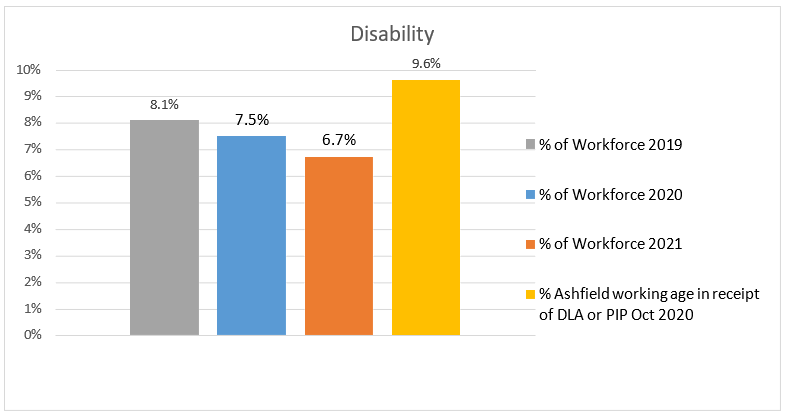 Disability
10%
9%
8%
7%
6%
5%
4%
3%
2%
1%
0%
8.1%
7.5%
6.7%
9.6%
% of Workforce 2019
% of Workforce 2020
% of Workforce 2021
% Ashfield working age in receipt
of DLA or PIP Oct 2020